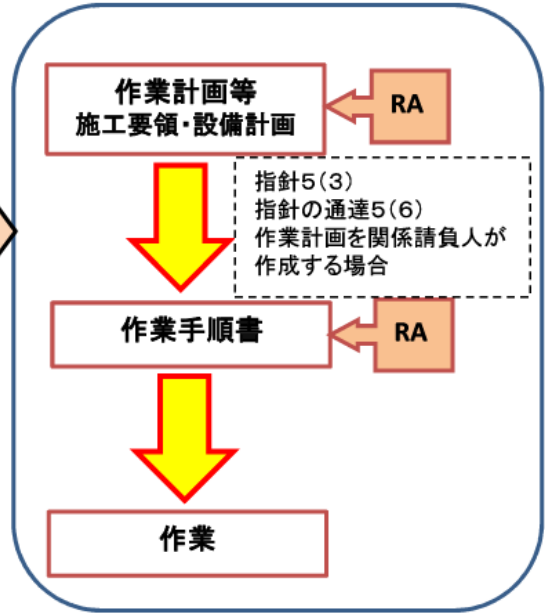 作業計画等
施工要領・設備計画
RA
指針5(3)
指針の通達5(6)
作業計画を関係請負人が
作成する場合
作業手順書
RA
作業